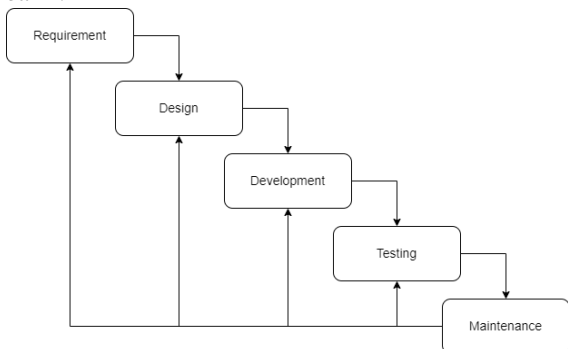 Requirement
Design
Development
Testing
Maintenance